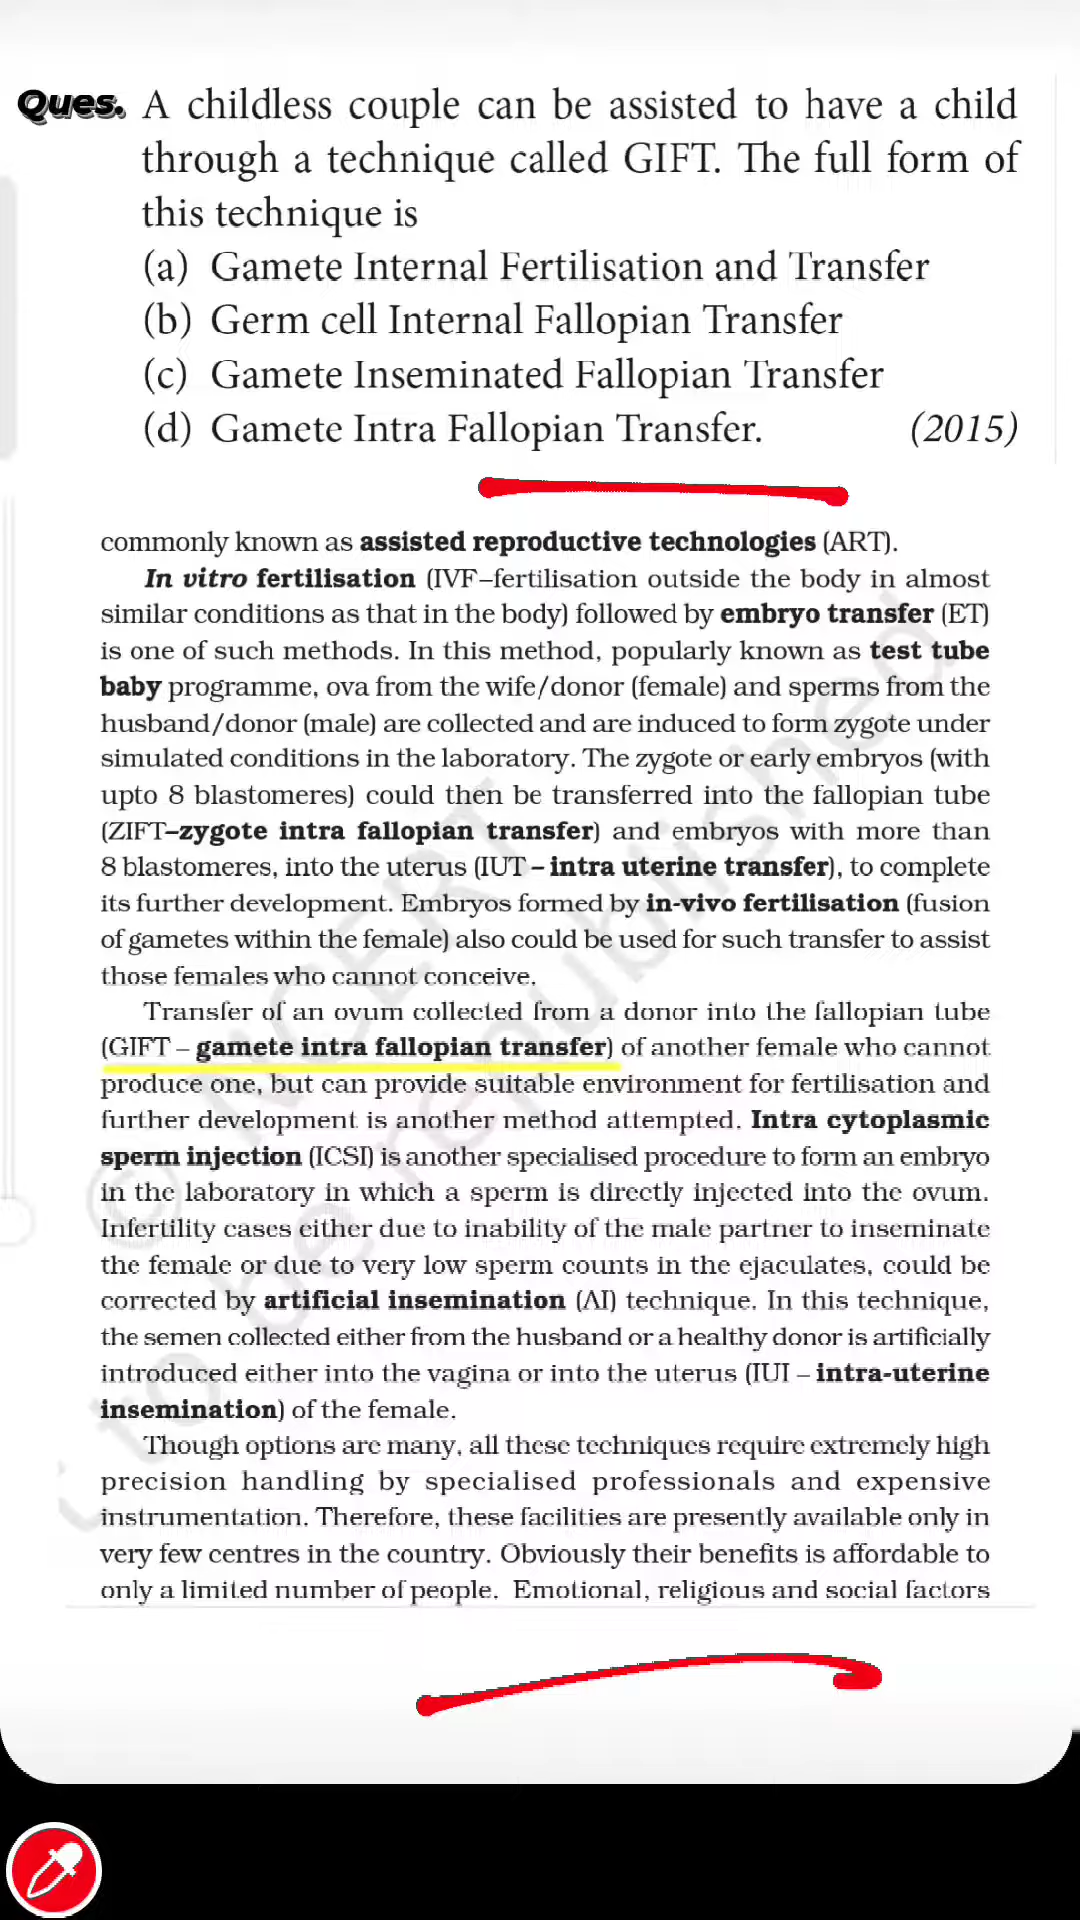 Ques. A childless couple can be assisted to have a child
through a technique called GIFT. The full form of
this technique is
(a) Gamete Internal Fertilisation and Transfer
(b) Germ cell Internal Fallopian Transfer
(c) Gamete Inseminated Fallopian Transfer
(d) Gamete Intra Fallopian Transfer. (2015)
commonly known as assisted reproductive technologies (ART).
In vitro fertilisation (IVF–fertilisation outside the body in almost
similar conditions as that in the body) followed by embryo transfer (ET)
is one of such methods. In this method, popularly known as test tube
baby programme, ova from the wife/donor (female) and sperms from the
husband/donor (male) are collected and are induced to form zygote under
simulated conditions in the laboratory. The zygote or early embryos (with
upto 8 blastomeres) could then be transferred into the fallopian tube
(ZIFT–zygote intra fallopian transfer) and embryos with more than
8 blastomeres, into the uterus (IUT – intra uterine transfer), to complete
its further development. Embryos formed by in-vivo fertilisation (fusion
of gametes within the female) also could be used for such transfer to assist
those females who cannot conceive.
Transfer of an ovum collected from a donor into the fallopian tube
(GIFT – gamete intra fallopian transfer) of another female who cannot
produce one, but can provide suitable environment for fertilisation and
further development is another method attempted. Intra cytoplasmic
sperm injection (ICSI) is another specialised procedure to form an embryo
in the laboratory in which a sperm is directly injected into the ovum.
Infertility cases either due to inability of the male partner to inseminate
the female or due to very low sperm counts in the ejaculates, could be
corrected by artificial insemination (AI) technique. In this technique,
the semen collected either from the husband or a healthy donor is artificially
introduced either into the vagina or into the uterus (IUI – intra-uterine
insemination) of the female.
Though options are many, all these techniques require extremely high
precision handling by specialised professionals and expensive
instrumentation. Therefore, these facilities are presently available only in
very few centres in the country. Obviously their benefits is affordable to
only a limited number of people. Emotional, religious and social factors
© NCERT
t to be republished